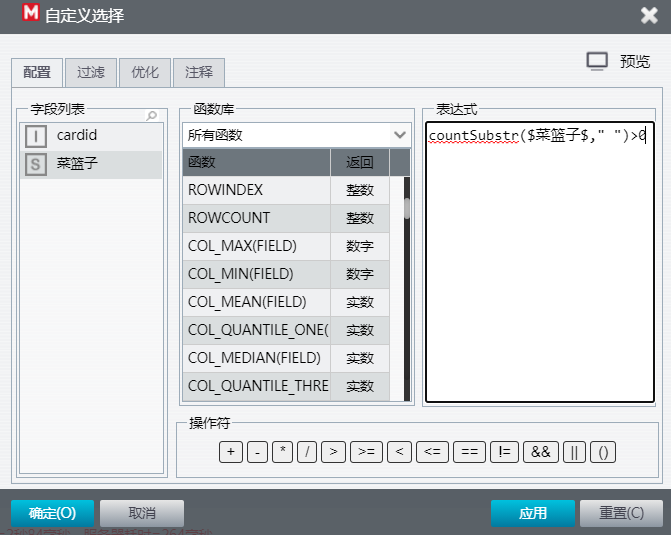 M 自定义选择
预览
配置 过滤 优化 注释
字段列表
I cardid
S 菜篮子
函数库
所有函数
函数 返回
ROWINDEX 整数
ROWCOUNT 整数
COL_MAX(FIELD) 数字
COL_MIN(FIELD) 数字
COL_MEAN(FIELD) 实数
COL_QUANTILE_ONE( 实数
COL_MEDIAN(FIELD) 实数
COL_QUANTILE_THRE 实数
表达式
countSubstr($菜篮子$," ")>0
操作符
+ - * / > >= < <= == != && || ()
确定(O) 取消 应用 重置(C)